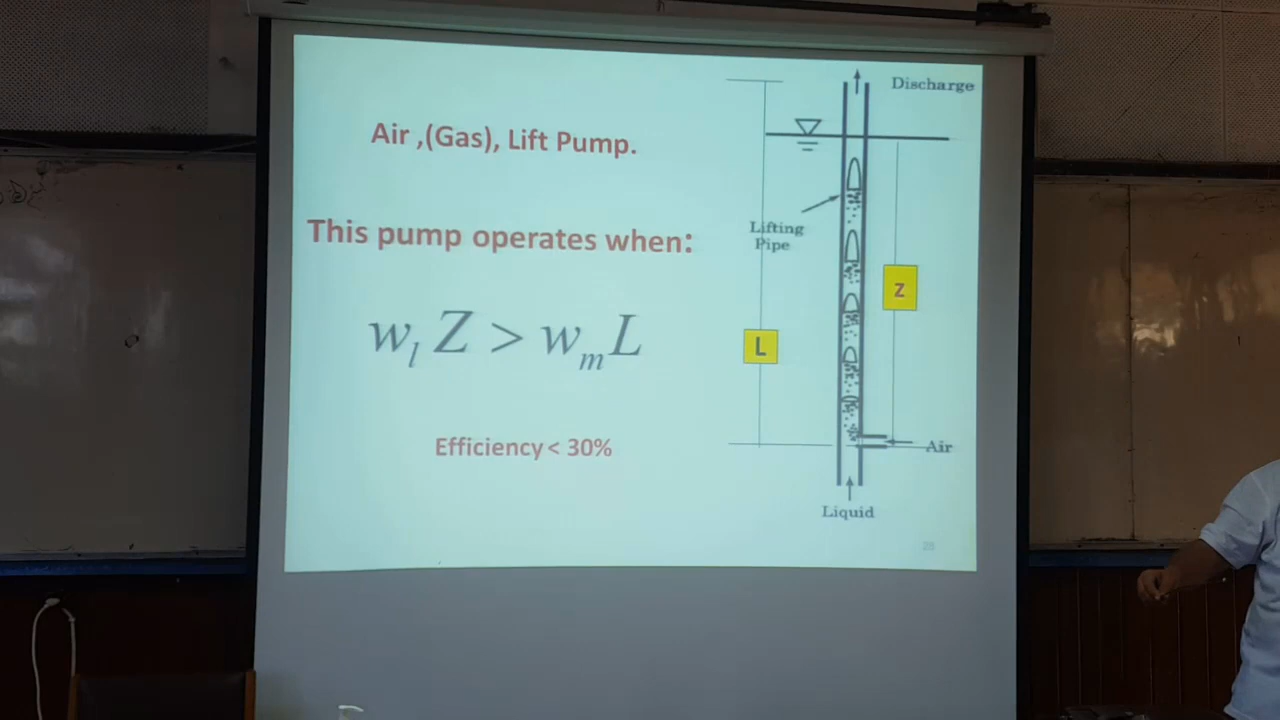 Air ,(Gas), Lift Pump.
This pump operates when:
w_l Z > w_m L
Efficiency < 30%
Discharge
Lifting
Pipe
Z
L
Air
Liquid